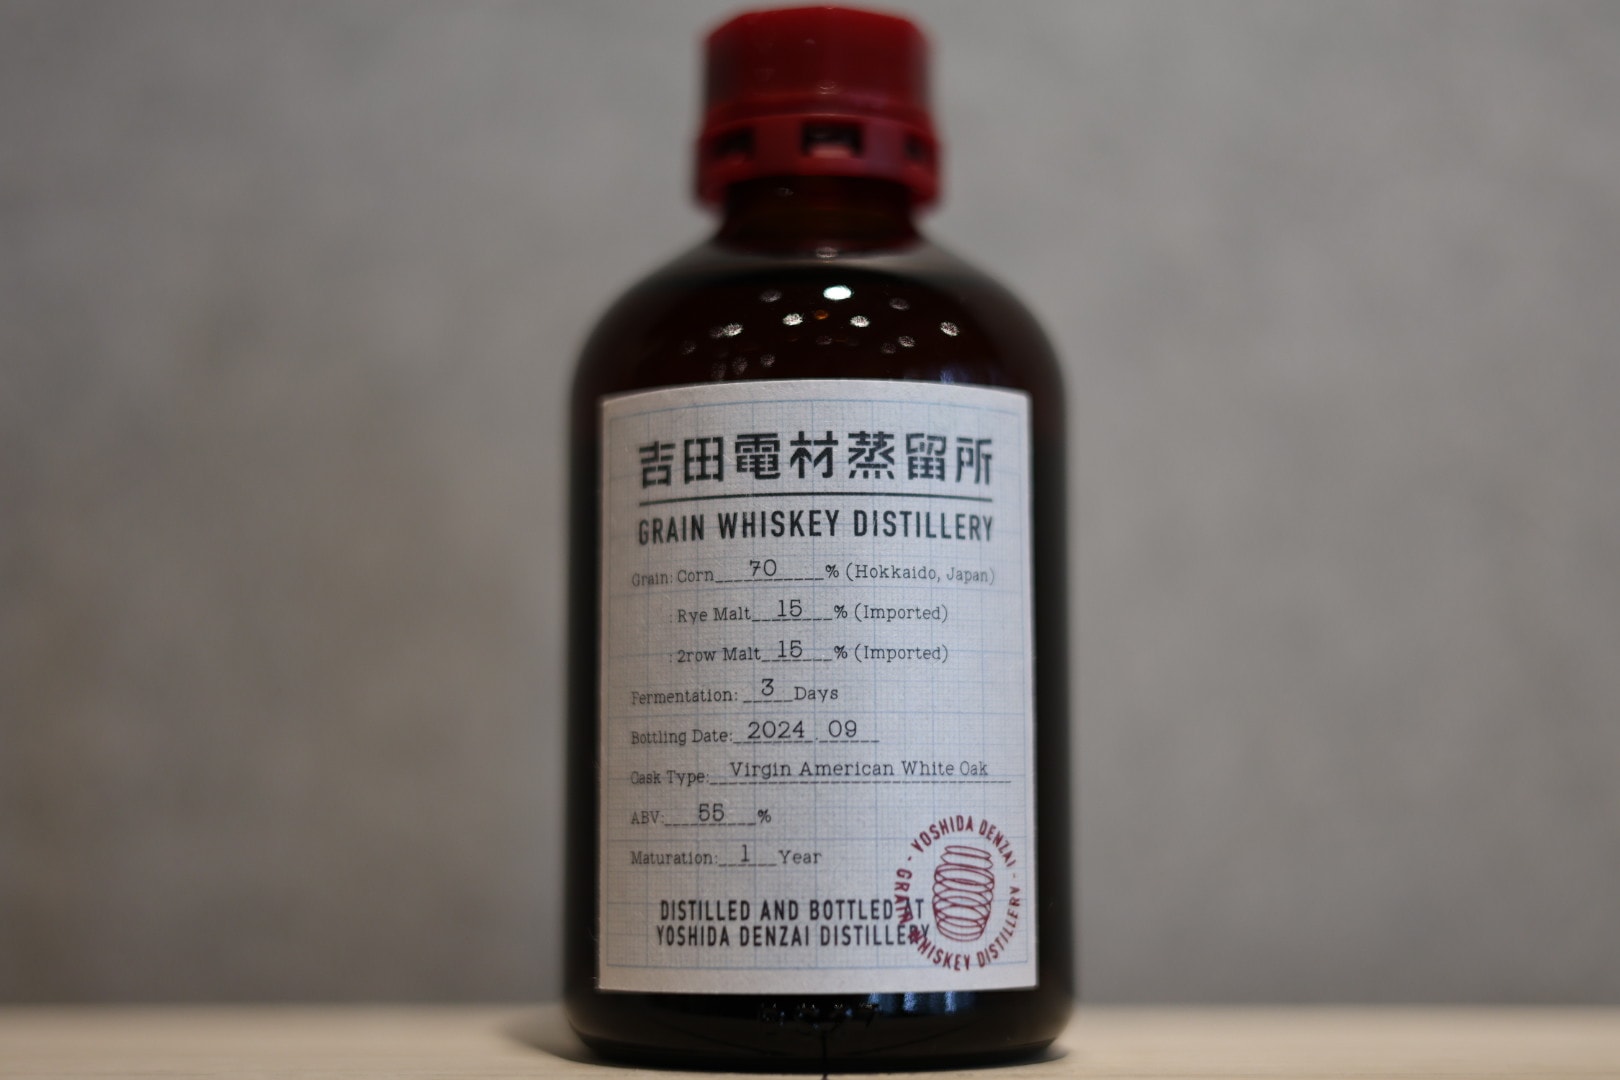 吉田電材蒸留所
GRAIN WHISKEY DISTILLERY
Grain: Corn 70 % (Hokkaido, Japan)
: Rye Malt 15 % (Imported)
: 2row Malt 15 % (Imported)
Fermentation: 3 Days
Bottling Date: 2024.09
Cask Type: Virgin American White Oak
ABV: 55 %
Maturation: 1 Year
DISTILLED AND BOTTLED AT
YOSHIDA DENZAI DISTILLERY
YOSHIDA DENZAI - GRAIN WHISKEY DISTILLERY -